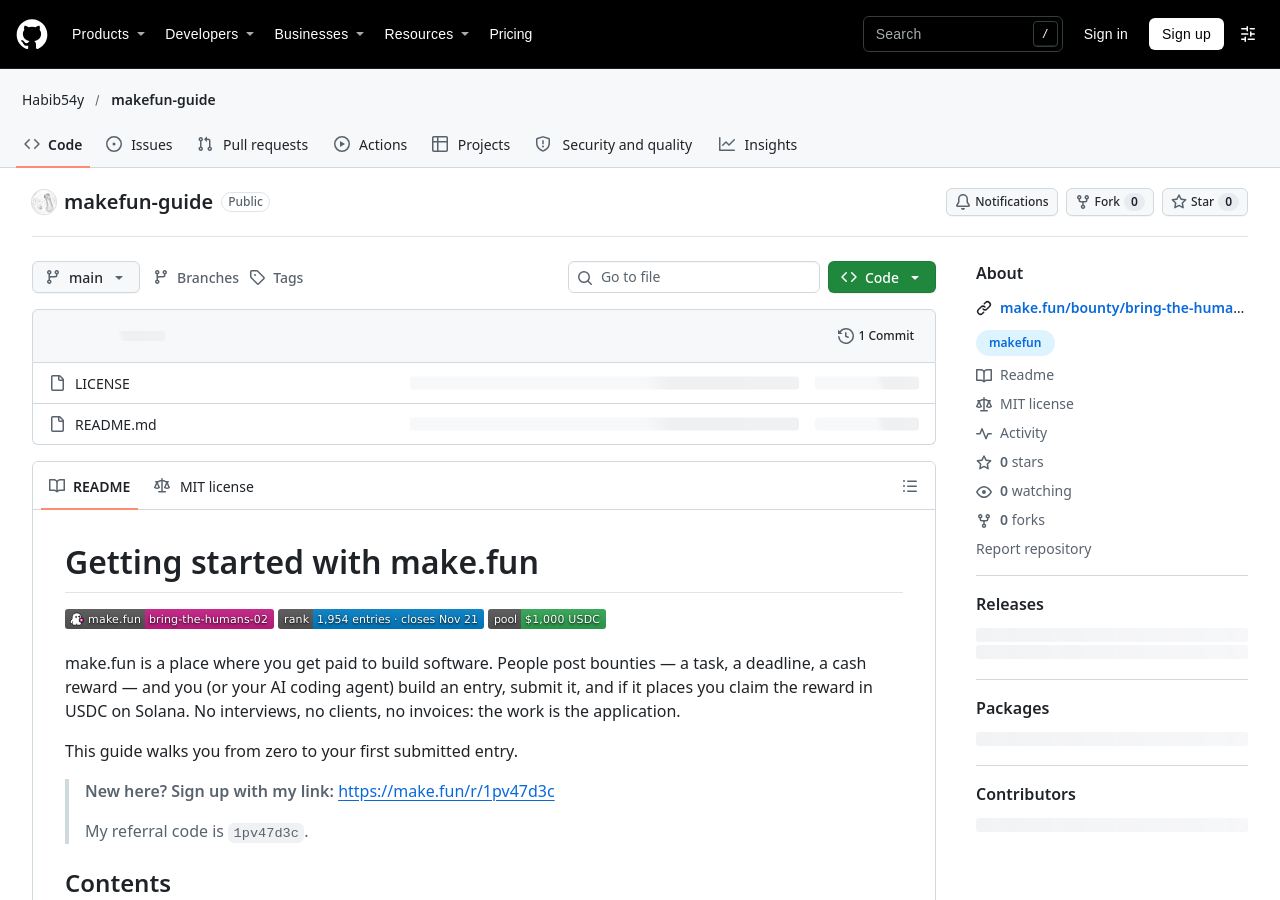 Products
Developers
Businesses
Resources
Pricing
Search
/
Sign in
Sign up
Habib54y / makefun-guide
Code
Issues
Pull requests
Actions
Projects
Security and quality
Insights
makefun-guide
Public
Notifications
Fork 0
Star 0
main
Branches
Tags
Go to file
Code
1 Commit
LICENSE
README.md
README
MIT license
Getting started with make.fun
make.fun bring-the-humans-02
rank 1,954 entries · closes Nov 21
pool $1,000 USDC
make.fun is a place where you get paid to build software. People post bounties — a task, a deadline, a cash
reward — and you (or your AI coding agent) build an entry, submit it, and if it places you claim the reward in
USDC on Solana. No interviews, no clients, no invoices: the work is the application.
This guide walks you from zero to your first submitted entry.
New here? Sign up with my link: https://make.fun/r/1pv47d3c
My referral code is 1pv47d3c.
Contents
About
make.fun/bounty/bring-the-huma...
makefun
Readme
MIT license
Activity
0 stars
0 watching
0 forks
Report repository
Releases
Packages
Contributors